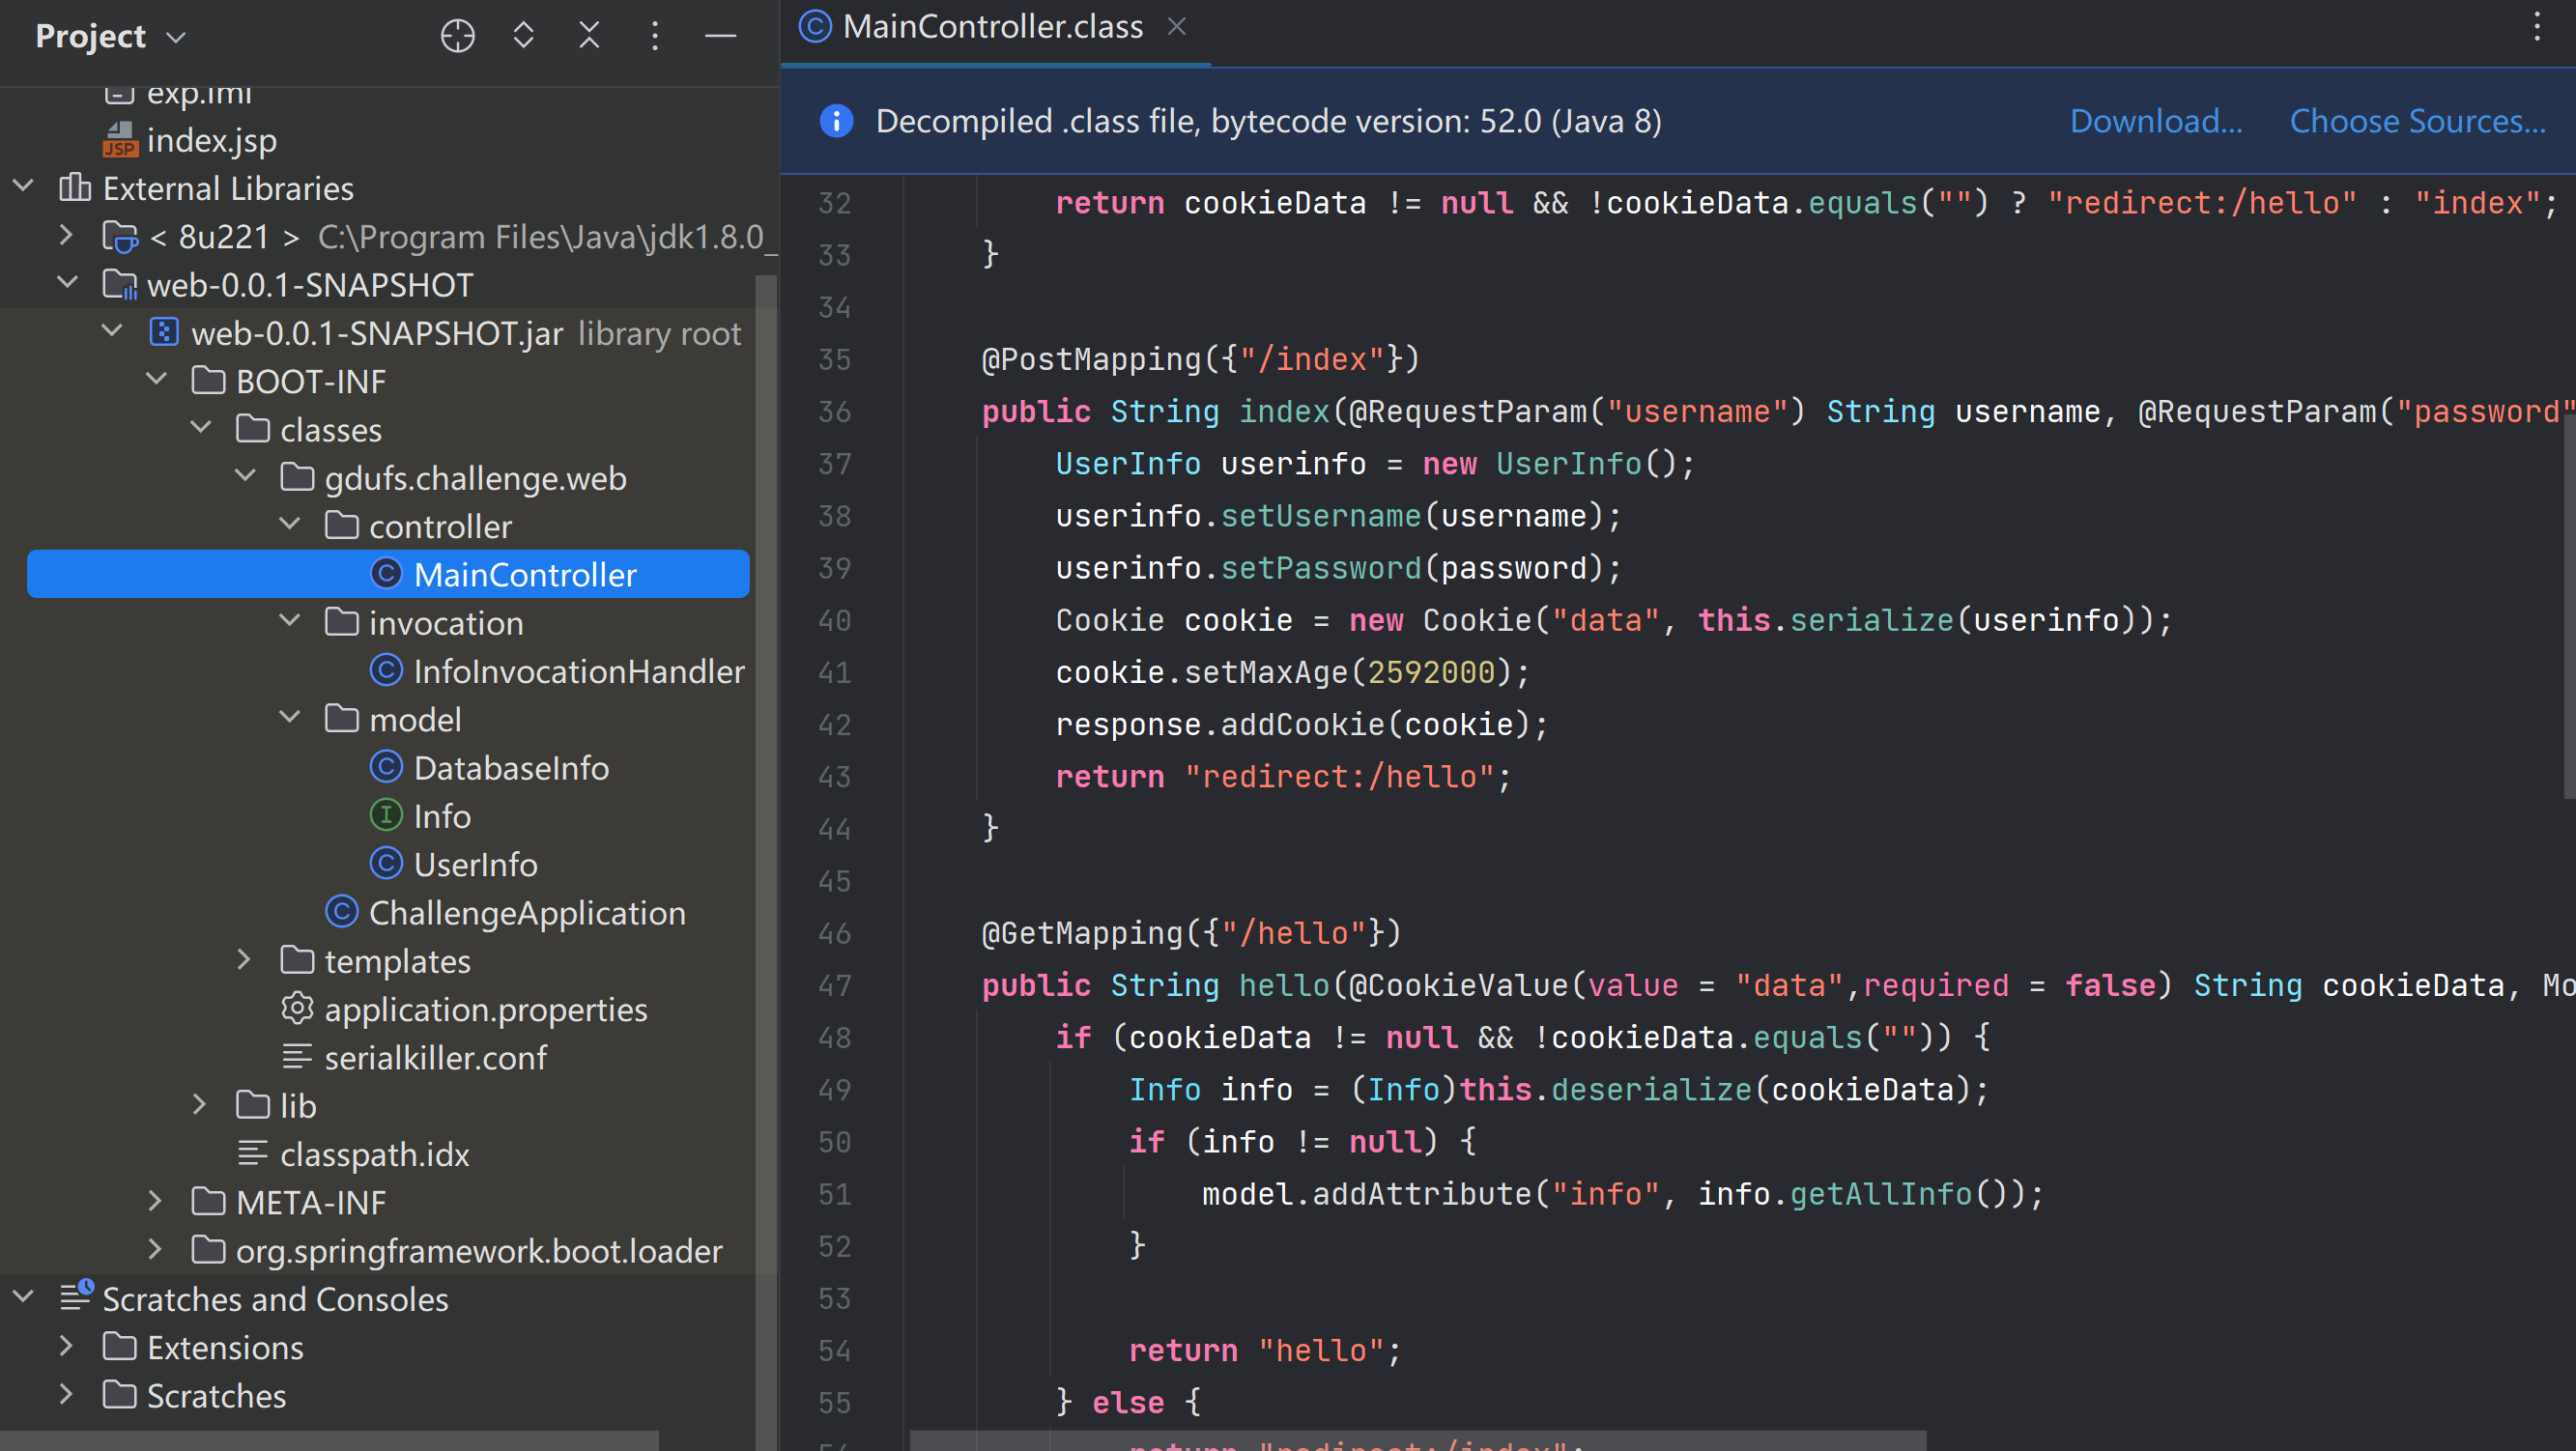 Project
exp.iml
index.jsp
External Libraries
< 8u221 > C:\Program Files\Java\jdk1.8.0_
web-0.0.1-SNAPSHOT
web-0.0.1-SNAPSHOT.jar library root
BOOT-INF
classes
gdufs.challenge.web
controller
MainController
invocation
InfoInvocationHandler
model
DatabaseInfo
Info
UserInfo
ChallengeApplication
templates
application.properties
serialkiller.conf
lib
classpath.idx
META-INF
org.springframework.boot.loader
Scratches and Consoles
Extensions
Scratches
MainController.class
Decompiled .class file, bytecode version: 52.0 (Java 8) Download... Choose Sources...
32 return cookieData != null && !cookieData.equals("") ? "redirect:/hello" : "index";
33 }
34
35 @PostMapping({"/index"})
36 public String index(@RequestParam("username") String username, @RequestParam("password"
37 UserInfo userinfo = new UserInfo();
38 userinfo.setUsername(username);
39 userinfo.setPassword(password);
40 Cookie cookie = new Cookie("data", this.serialize(userinfo));
41 cookie.setMaxAge(2592000);
42 response.addCookie(cookie);
43 return "redirect:/hello";
44 }
45
46 @GetMapping({"/hello"})
47 public String hello(@CookieValue(value = "data",required = false) String cookieData, Mo
48 if (cookieData != null && !cookieData.equals("")) {
49 Info info = (Info)this.deserialize(cookieData);
50 if (info != null) {
51 model.addAttribute("info", info.getAllInfo());
52 }
53
54 return "hello";
55 } else {
56 return "redirect:/index";